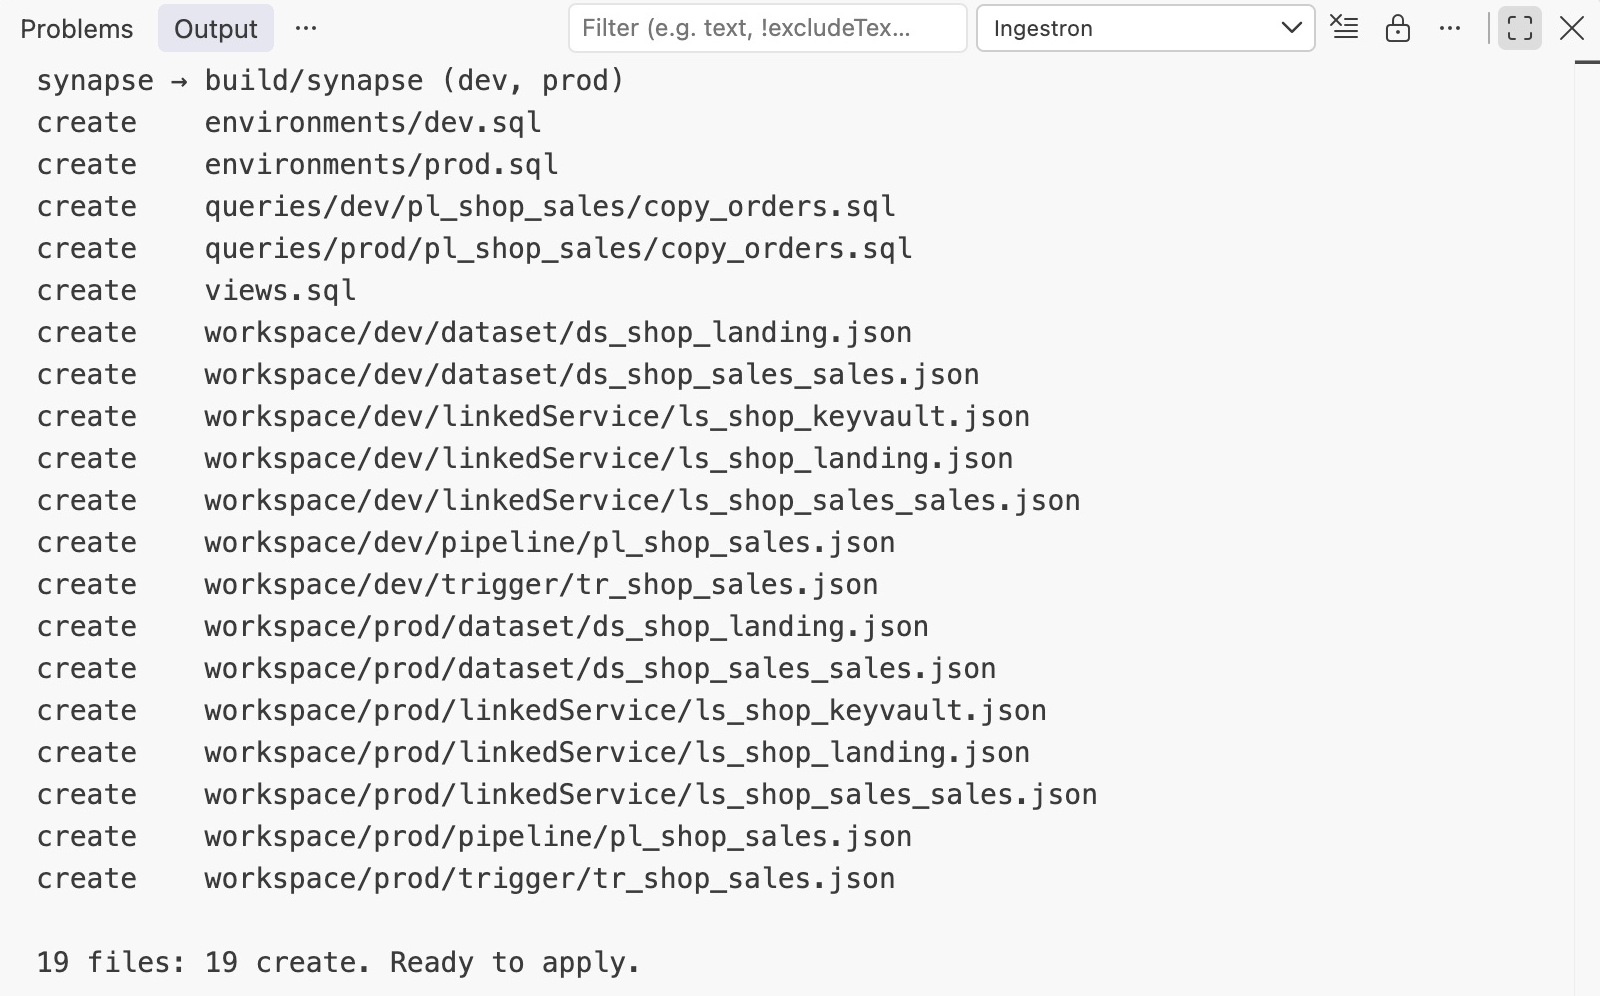 Problems Output ··· Filter (e.g. text, !excludeTex... Ingestron
synapse → build/synapse (dev, prod)
create environments/dev.sql
create environments/prod.sql
create queries/dev/pl_shop_sales/copy_orders.sql
create queries/prod/pl_shop_sales/copy_orders.sql
create views.sql
create workspace/dev/dataset/ds_shop_landing.json
create workspace/dev/dataset/ds_shop_sales_sales.json
create workspace/dev/linkedService/ls_shop_keyvault.json
create workspace/dev/linkedService/ls_shop_landing.json
create workspace/dev/linkedService/ls_shop_sales_sales.json
create workspace/dev/pipeline/pl_shop_sales.json
create workspace/dev/trigger/tr_shop_sales.json
create workspace/prod/dataset/ds_shop_landing.json
create workspace/prod/dataset/ds_shop_sales_sales.json
create workspace/prod/linkedService/ls_shop_keyvault.json
create workspace/prod/linkedService/ls_shop_landing.json
create workspace/prod/linkedService/ls_shop_sales_sales.json
create workspace/prod/pipeline/pl_shop_sales.json
create workspace/prod/trigger/tr_shop_sales.json
19 files: 19 create. Ready to apply.